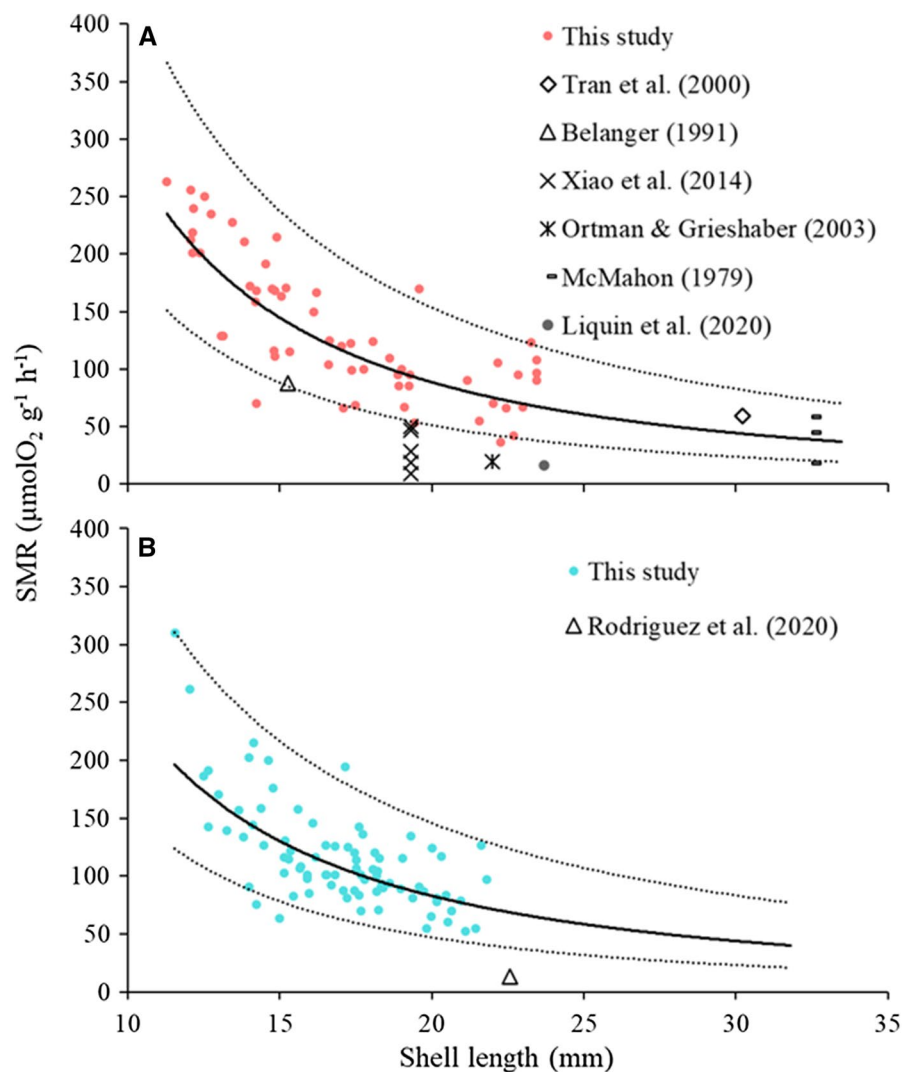 SMR (µmolO₂ g⁻¹ h⁻¹)
A
400
350
300
250
200
150
100
50
0
This study
Tran et al. (2000)
Belanger (1991)
Xiao et al. (2014)
Ortman & Grieshaber (2003)
McMahon (1979)
Liquin et al. (2020)
B
400
350
300
250
200
150
100
50
0
This study
Rodriguez et al. (2020)
10 15 20 25 30 35
Shell length (mm)